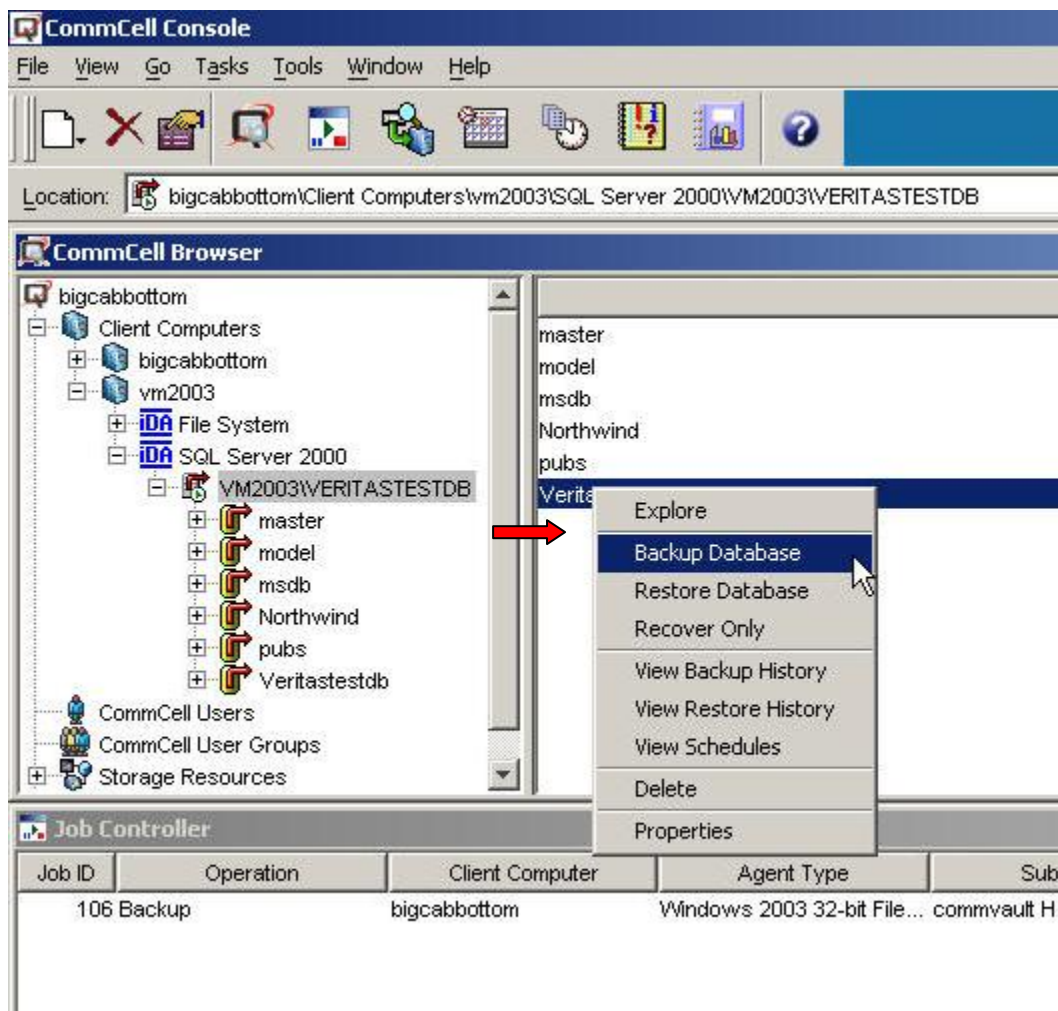 CommCell Console
File View Go Tasks Tools Window Help
Location: bigcabbottom\Client Computers\vm2003\SQL Server 2000\VM2003\VERITASTESTDB
CommCell Browser
bigcabbottom
Client Computers
bigcabbottom
vm2003
iDA File System
iDA SQL Server 2000
VM2003\VERITASTESTDB
master
model
msdb
Northwind
pubs
Veritastestdb
CommCell Users
CommCell User Groups
Storage Resources
master
model
msdb
Northwind
pubs
Verita
Explore
Backup Database
Restore Database
Recover Only
View Backup History
View Restore History
View Schedules
Delete
Properties
Job Controller
Job ID Operation Client Computer Agent Type Sub
106 Backup bigcabbottom Windows 2003 32-bit File... commvault H